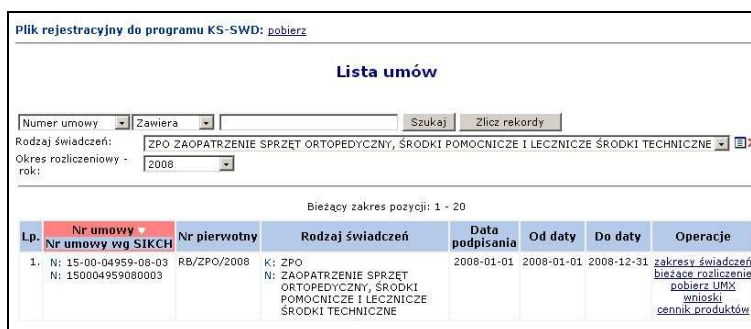 Plik rejestracyjny do programu KS-SWD: pobierz
Lista umów
Numer umowy Zawiera Szukaj Zlicz rekordy
Rodzaj świadczeń: ZPO ZAOPATRZENIE SPRZĘT ORTOPEDYCZNY, ŚRODKI POMOCNICZE I LECZNICZE ŚRODKI TECHNICZNE
Okres rozliczeniowy - rok: 2008
Bieżący zakres pozycji: 1 - 20
Lp. Nr umowy Nr umowy wg SIKCH Nr pierwotny Rodzaj świadczeń Data podpisania Od daty Do daty Operacje
1. N: 15-00-04959-08-03 RB/ZPO/2008 K: ZPO 2008-01-01 2008-01-01 2008-12-31 zakresy świadczeń
N: 150004959080003 N: ZAOPATRZENIE SPRZĘT bieżące rozliczenie
ORTOPEDYCZNY, ŚRODKI pobierz UMX
POMOCNICZE I LECZNICZE wnioski
ŚRODKI TECHNICZNE cennik produktów